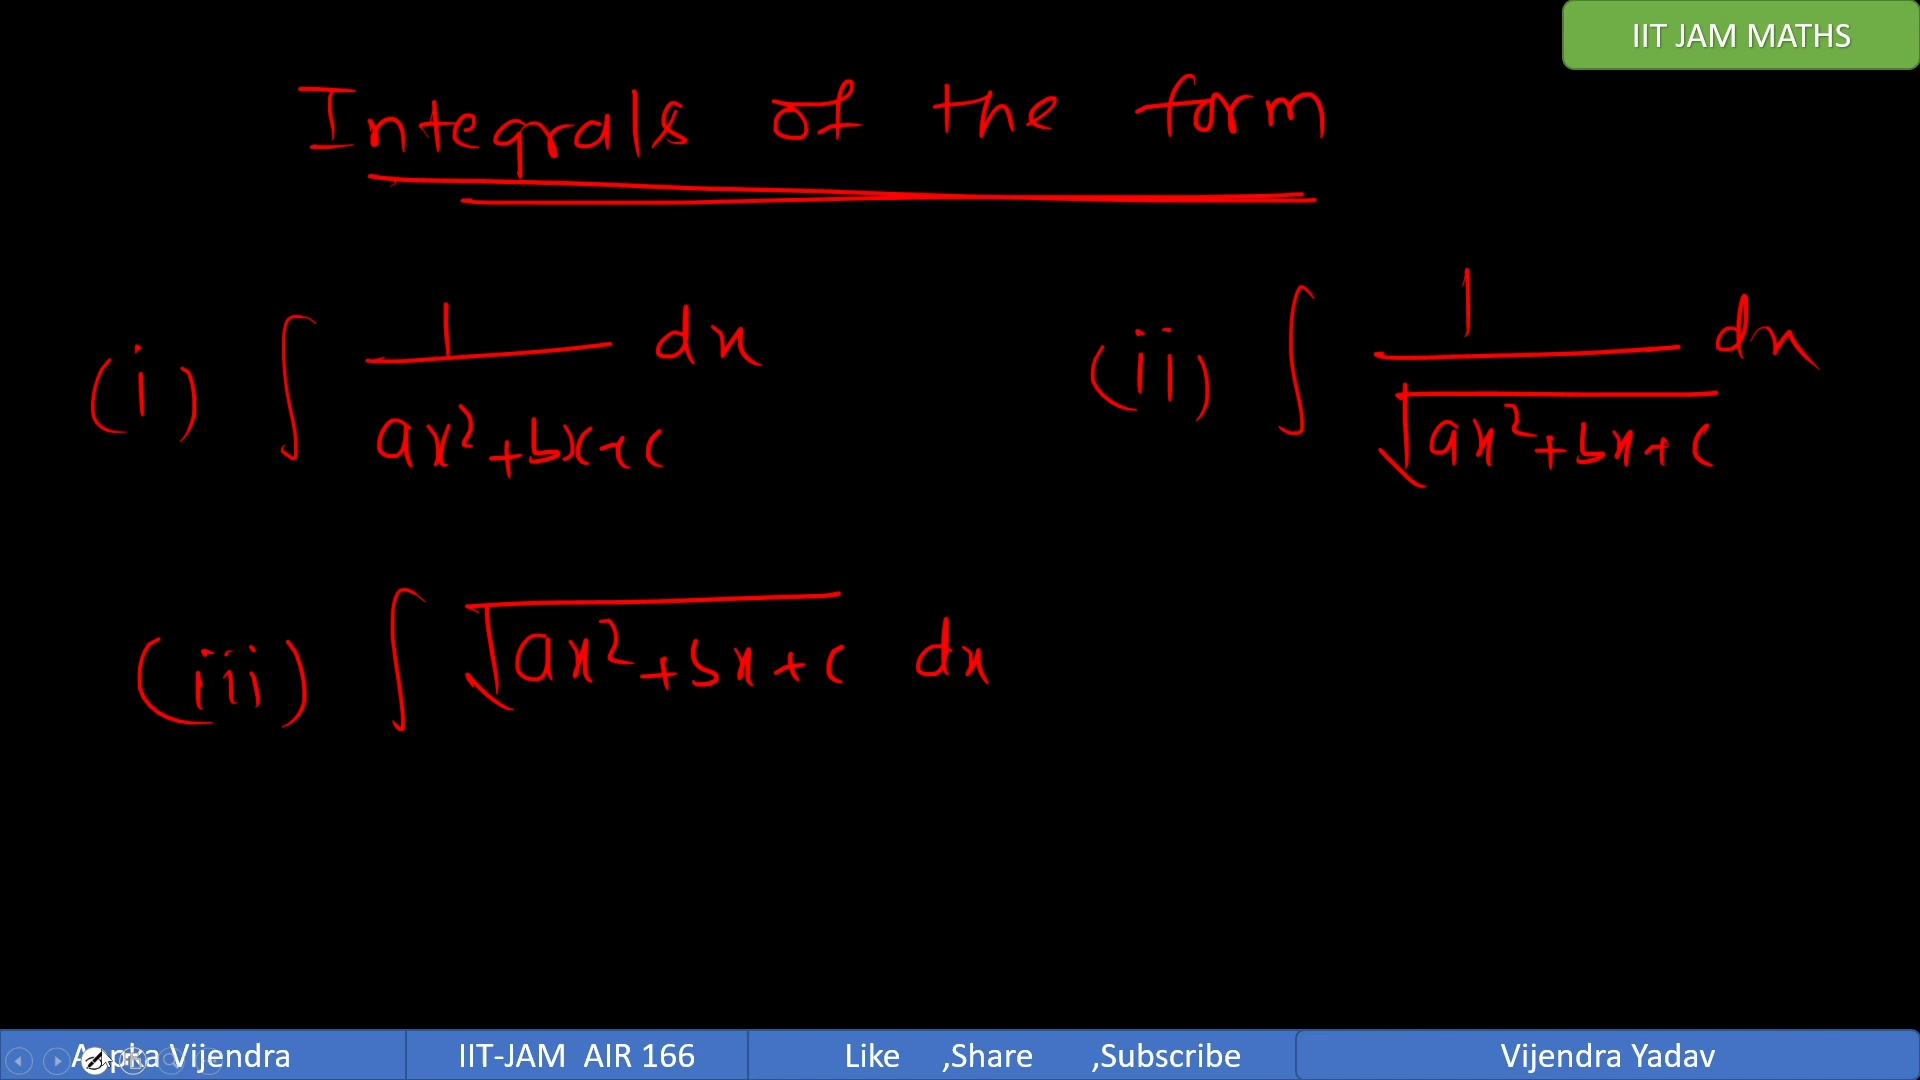 IIT JAM MATHS
Integrals of the form
(i) ∫ 1/(ax²+bx+c) dx
(ii) ∫ 1/√(ax²+bx+c) dx
(iii) ∫ √(ax²+bx+c) dx
Vijendra
IIT-JAM AIR 166
Like ,Share ,Subscribe
Vijendra Yadav